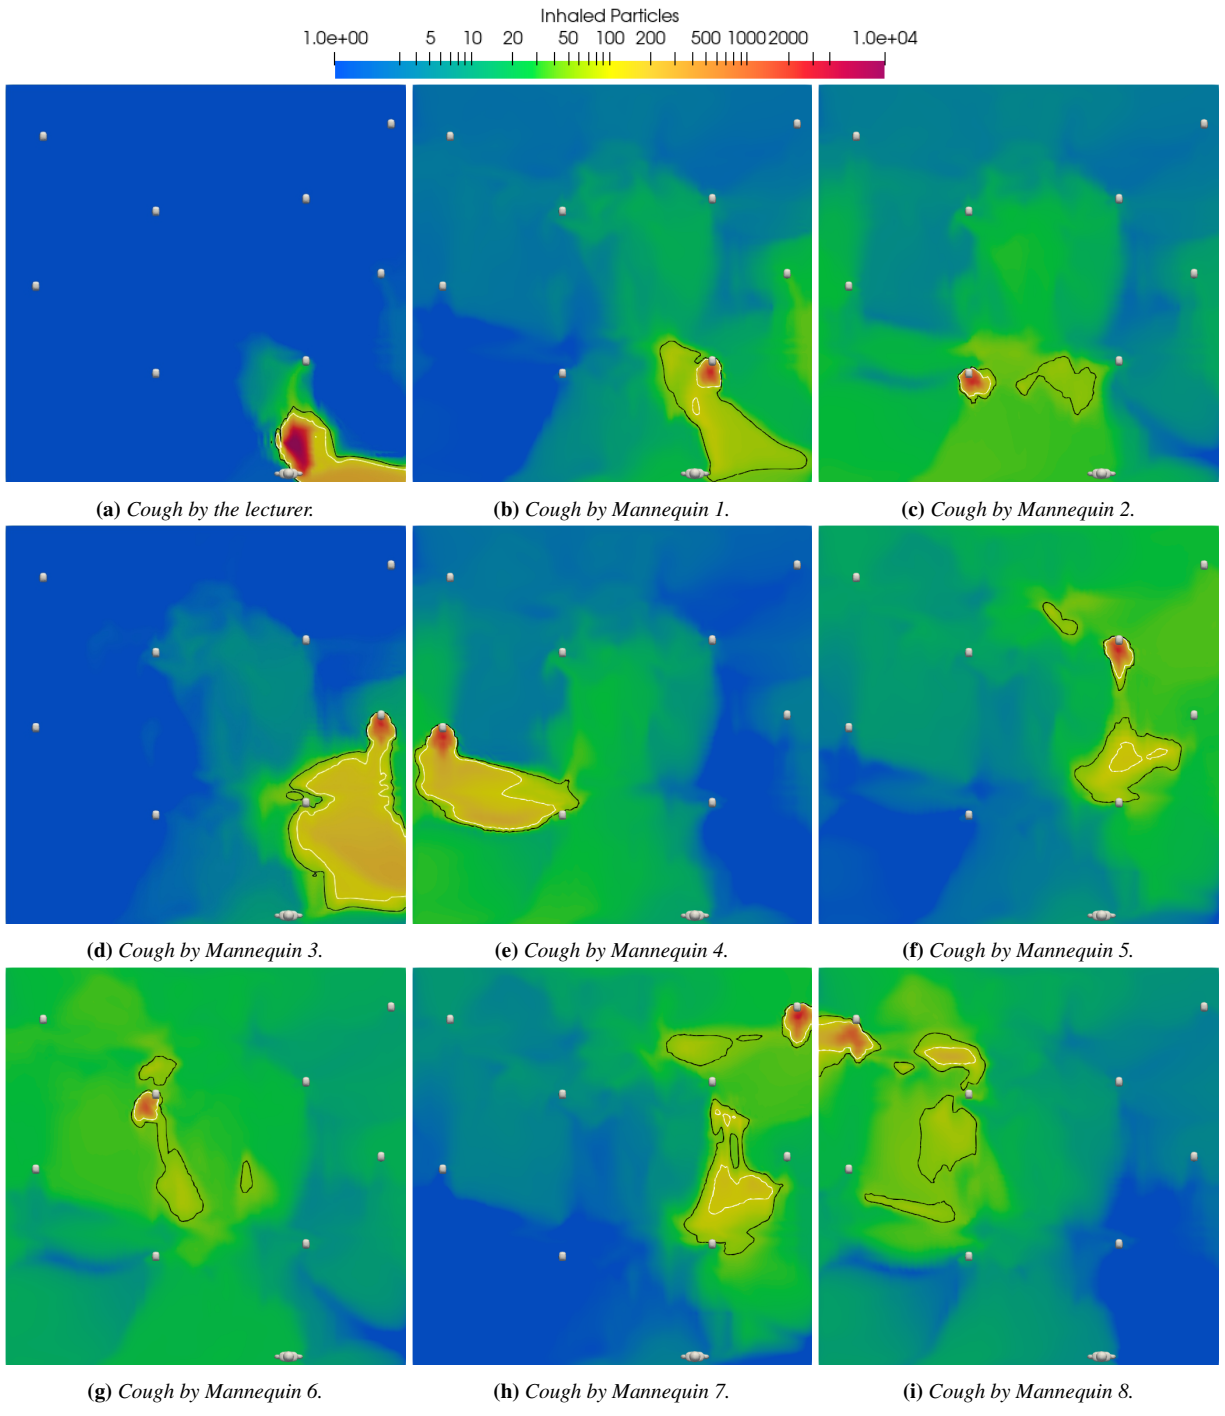 Inhaled Particles
1.0e+00 5 10 20 50 100 200 500 1000 2000 1.0e+04
(a) Cough by the lecturer.
(b) Cough by Mannequin 1.
(c) Cough by Mannequin 2.
(d) Cough by Mannequin 3.
(e) Cough by Mannequin 4.
(f) Cough by Mannequin 5.
(g) Cough by Mannequin 6.
(h) Cough by Mannequin 7.
(i) Cough by Mannequin 8.